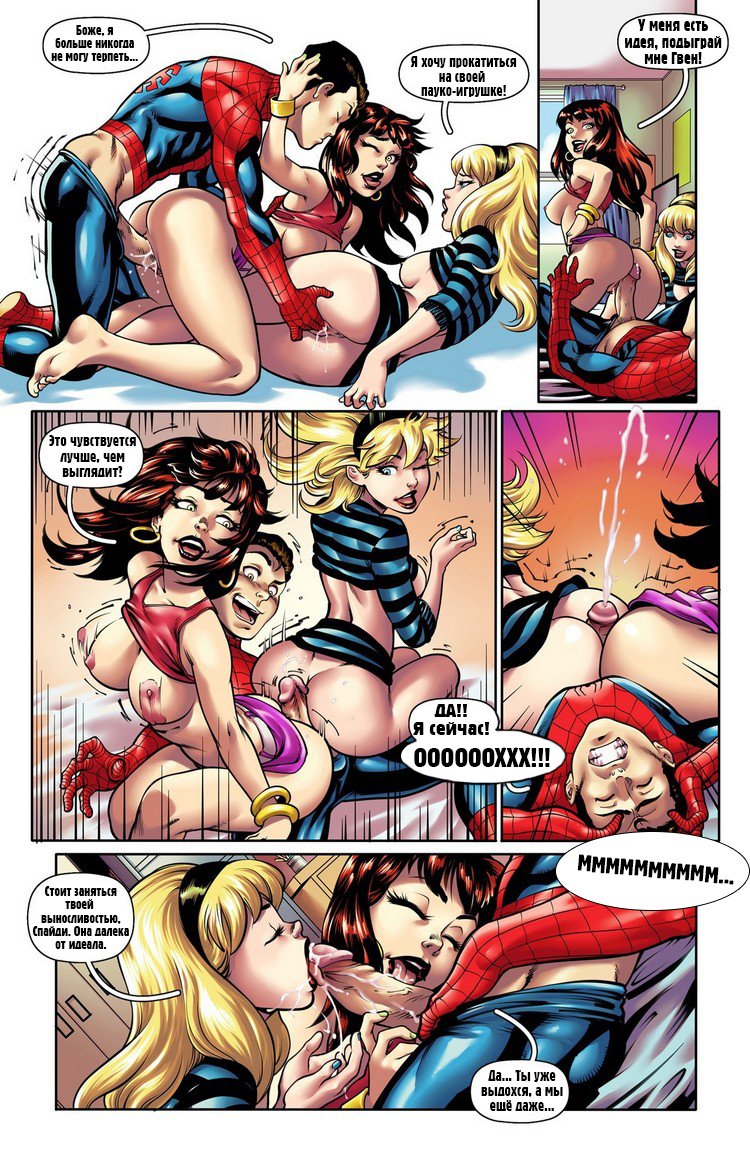 Боже, я
больше никогда
не могу терпеть...
Я хочу прокатиться
на своей
пауко-игрушке!
У меня есть
идея, подыграй
мне Гвен!
Это чувствуется
лучше, чем
выглядит?
ДА!!
Я сейчас!
ОООООOХХХ!!!
Стоит заняться
твоей
выносливостью,
Спайди. Она далека
от идеала.
МММММММММ...
Да... Ты уже
выдохся, а мы
ещё даже...